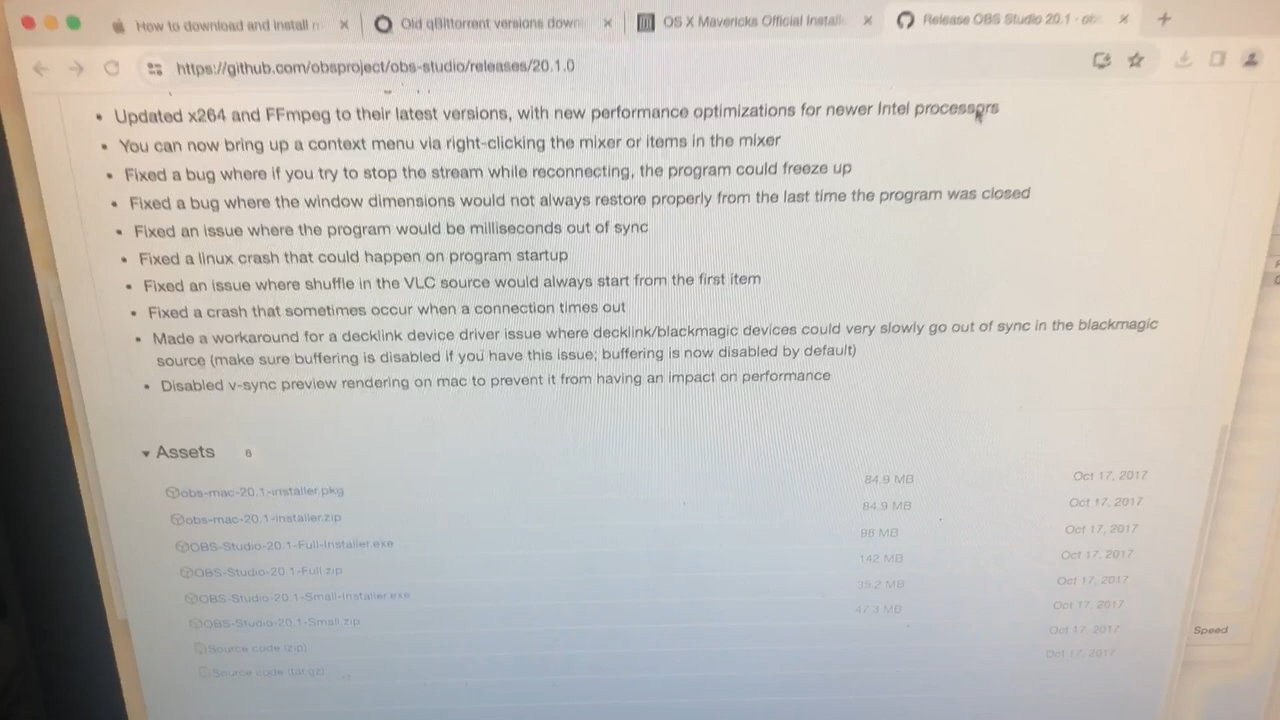 How to download and install m
Old qBittorrent versions down
OS X Mavericks Official Install
Release OBS Studio 20.1 · obs
https://github.com/obsproject/obs-studio/releases/20.1.0
• Updated x264 and FFmpeg to their latest versions, with new performance optimizations for newer Intel processors
• You can now bring up a context menu via right-clicking the mixer or items in the mixer
• Fixed a bug where if you try to stop the stream while reconnecting, the program could freeze up
• Fixed a bug where the window dimensions would not always restore properly from the last time the program was closed
• Fixed an issue where the program would be milliseconds out of sync
• Fixed a linux crash that could happen on program startup
• Fixed an issue where shuffle in the VLC source would always start from the first item
• Fixed a crash that sometimes occur when a connection times out
• Made a workaround for a decklink device driver issue where decklink/blackmagic devices could very slowly go out of sync in the blackmagic
source (make sure buffering is disabled if you have this issue; buffering is now disabled by default)
• Disabled v-sync preview rendering on mac to prevent it from having an impact on performance
Assets
obs-mac-20.1-installer.pkg 84.9 MB Oct 17, 2017
obs-mac-20.1-installer.zip 84.9 MB Oct 17, 2017
OBS-Studio-20.1-Full-Installer.exe 98 MB Oct 17, 2017
OBS-Studio-20.1-Full.zip 142 MB Oct 17, 2017
OBS-Studio-20.1-Small-Installer.exe 35.2 MB Oct 17, 2017
OBS-Studio-20.1-Small.zip 47.3 MB Oct 17, 2017
Source code (zip) Oct 17, 2017
Source code (tar.gz) Oct 17, 2017
Speed